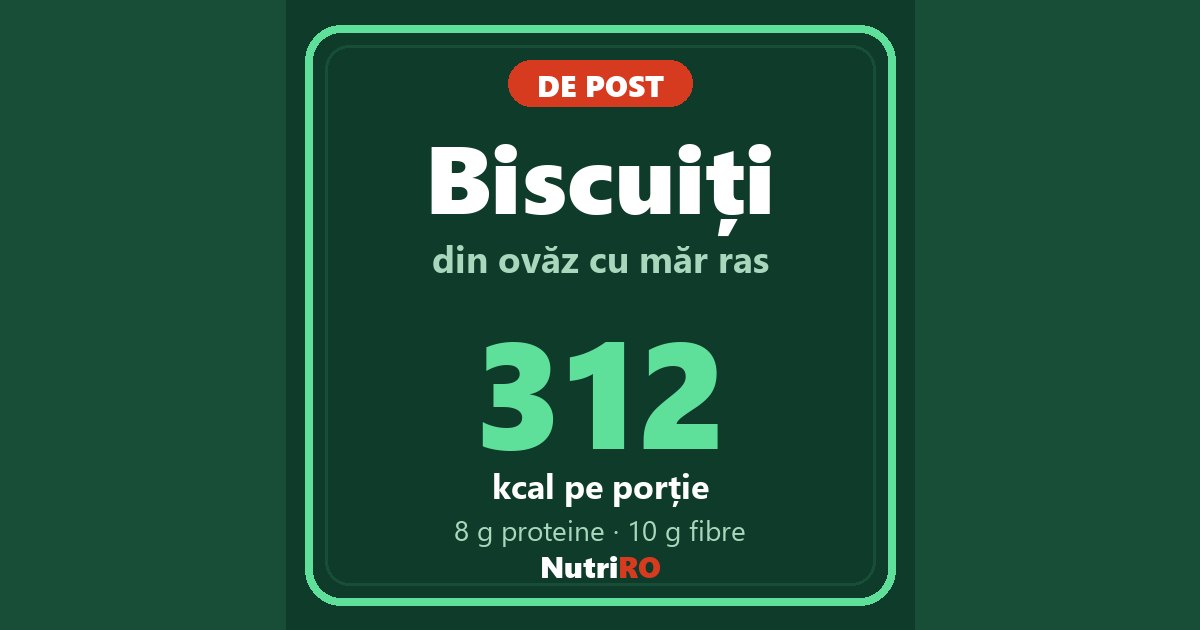 DE POST
Biscuiți
din ovăz cu măr ras
312
kcal pe porție
8 g proteine · 10 g fibre
NutriRO